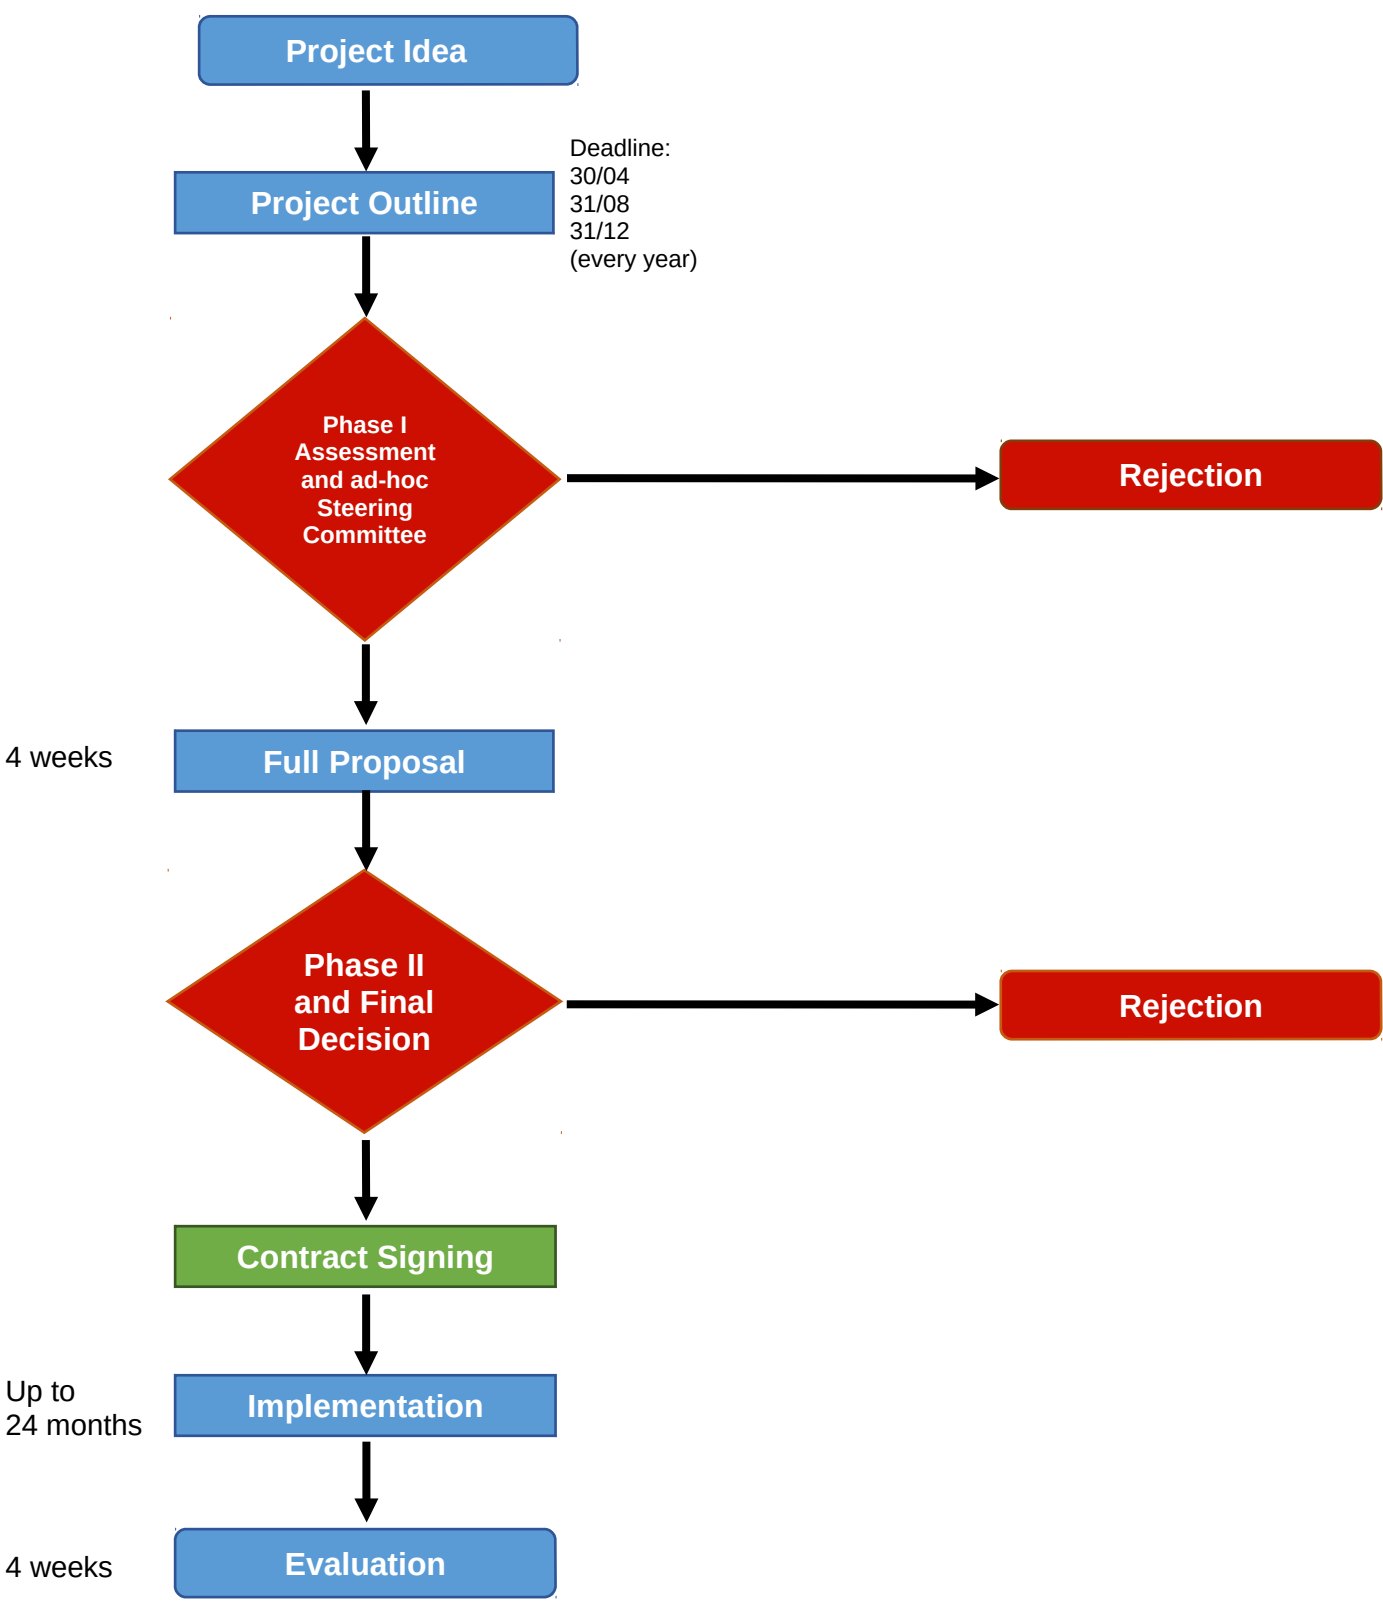 Project Idea
Deadline:
30/04
31/08
31/12
(every year)
Project Outline
Phase I
Assessment
and ad-hoc
Steering
Committee
Rejection
4 weeks
Full Proposal
Phase II
and Final
Decision
Rejection
Contract Signing
Up to
24 months
Implementation
4 weeks
Evaluation